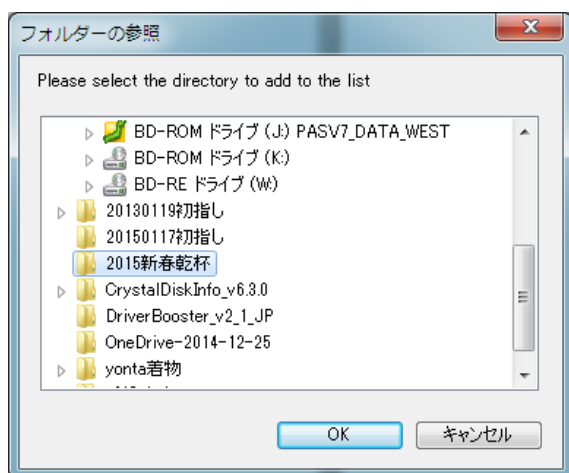 フォルダーの参照
Please select the directory to add to the list
BD-ROM ドライブ (J:) PASV7_DATA_WEST
BD-ROM ドライブ (K:)
BD-RE ドライブ (W:)
20130119初指し
20150117初指し
2015新春乾杯
CrystalDiskInfo_v6.3.0
DriverBooster_v2_1_JP
OneDrive-2014-12-25
yonta着物
OK
キャンセル